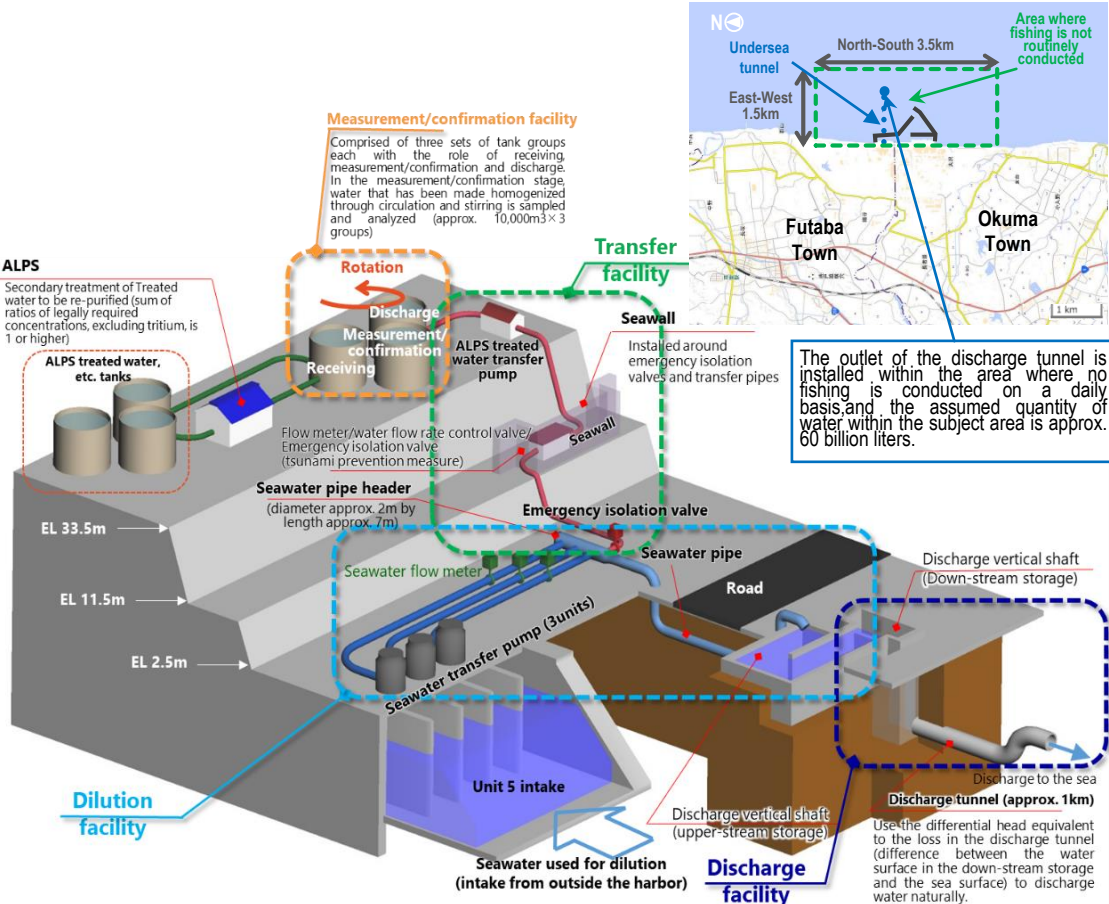 N
North-South 3.5km
Area where
fishing is not
routinely
conducted
Undersea
tunnel
East-West
1.5km
Futaba
Town
Okuma
Town
1 km
The outlet of the discharge tunnel is
installed within the area where no
fishing is conducted on a daily
basis,and the assumed quantity of
water within the subject area is approx.
60 billion liters.
Measurement/confirmation facility
Comprised of three sets of tank groups
each with the role of receiving,
measurement/confirmation and discharge.
In the measurement/confirmation stage,
water that has been made homogenized
through circulation and stirring is sampled
and analyzed (approx. 10,000m3×3
groups)
Transfer
facility
ALPS
Secondary treatment of Treated
water to be re-purified (sum of
ratios of legally required
concentrations, excluding tritium, is
1 or higher)
ALPS treated water,
etc. tanks
Rotation
Discharge
Measurement/
confirmation
Receiving
ALPS treated
water transfer
pump
Seawall
Installed around
emergency isolation
valves and transfer pipes
Seawall
Flow meter/water flow rate control valve/
Emergency isolation valve
(tsunami prevention measure)
Seawater pipe header
(diameter approx. 2m by
length approx. 7m)
Emergency isolation valve
Seawater pipe
Seawater flow meter
Road
Discharge vertical shaft
(Down-stream storage)
EL 33.5m
EL 11.5m
EL 2.5m
Seawater transfer pump (3units)
Unit 5 intake
Dilution
facility
Seawater used for dilution
(intake from outside the harbor)
Discharge vertical shaft
(upper-stream storage)
Discharge
facility
Discharge to the sea
Discharge tunnel (approx. 1km)
Use the differential head equivalent
to the loss in the discharge tunnel
(difference between the water
surface in the down-stream storage
and the sea surface) to discharge
water naturally.